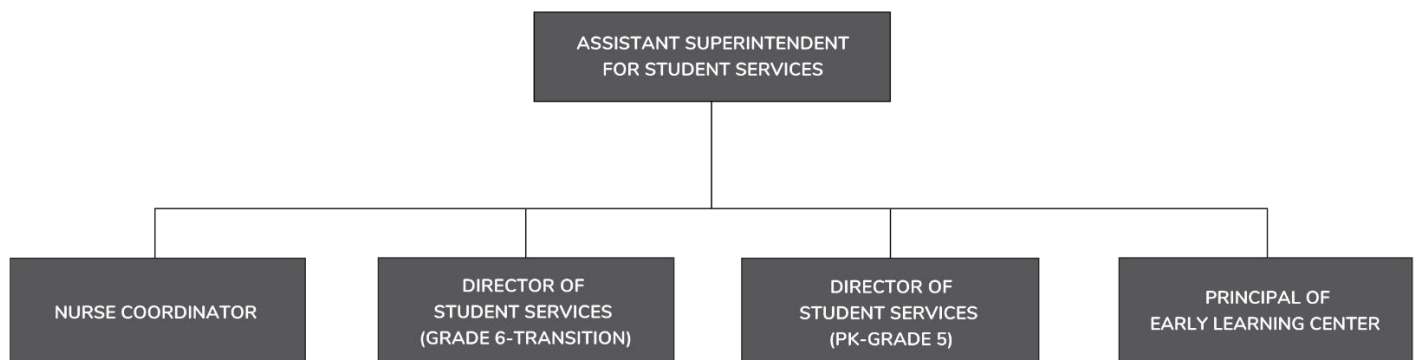 ASSISTANT SUPERINTENDENT
FOR STUDENT SERVICES
NURSE COORDINATOR
DIRECTOR OF
STUDENT SERVICES
(GRADE 6-TRANSITION)
DIRECTOR OF
STUDENT SERVICES
(PK-GRADE 5)
PRINCIPAL OF
EARLY LEARNING CENTER